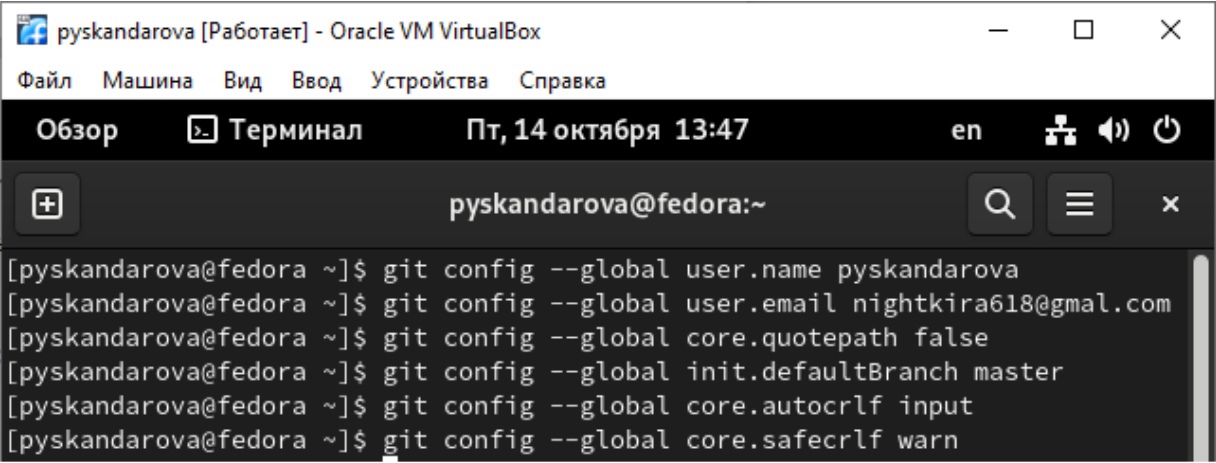 pyskandarova [Работает] - Oracle VM VirtualBox
Файл Машина Вид Ввод Устройства Справка
Обзор Терминал Пт, 14 октября 13:47 en
pyskandarova@fedora:~
[pyskandarova@fedora ~]$ git config --global user.name pyskandarova
[pyskandarova@fedora ~]$ git config --global user.email nightkira618@gmal.com
[pyskandarova@fedora ~]$ git config --global core.quotepath false
[pyskandarova@fedora ~]$ git config --global init.defaultBranch master
[pyskandarova@fedora ~]$ git config --global core.autocrlf input
[pyskandarova@fedora ~]$ git config --global core.safecrlf warn